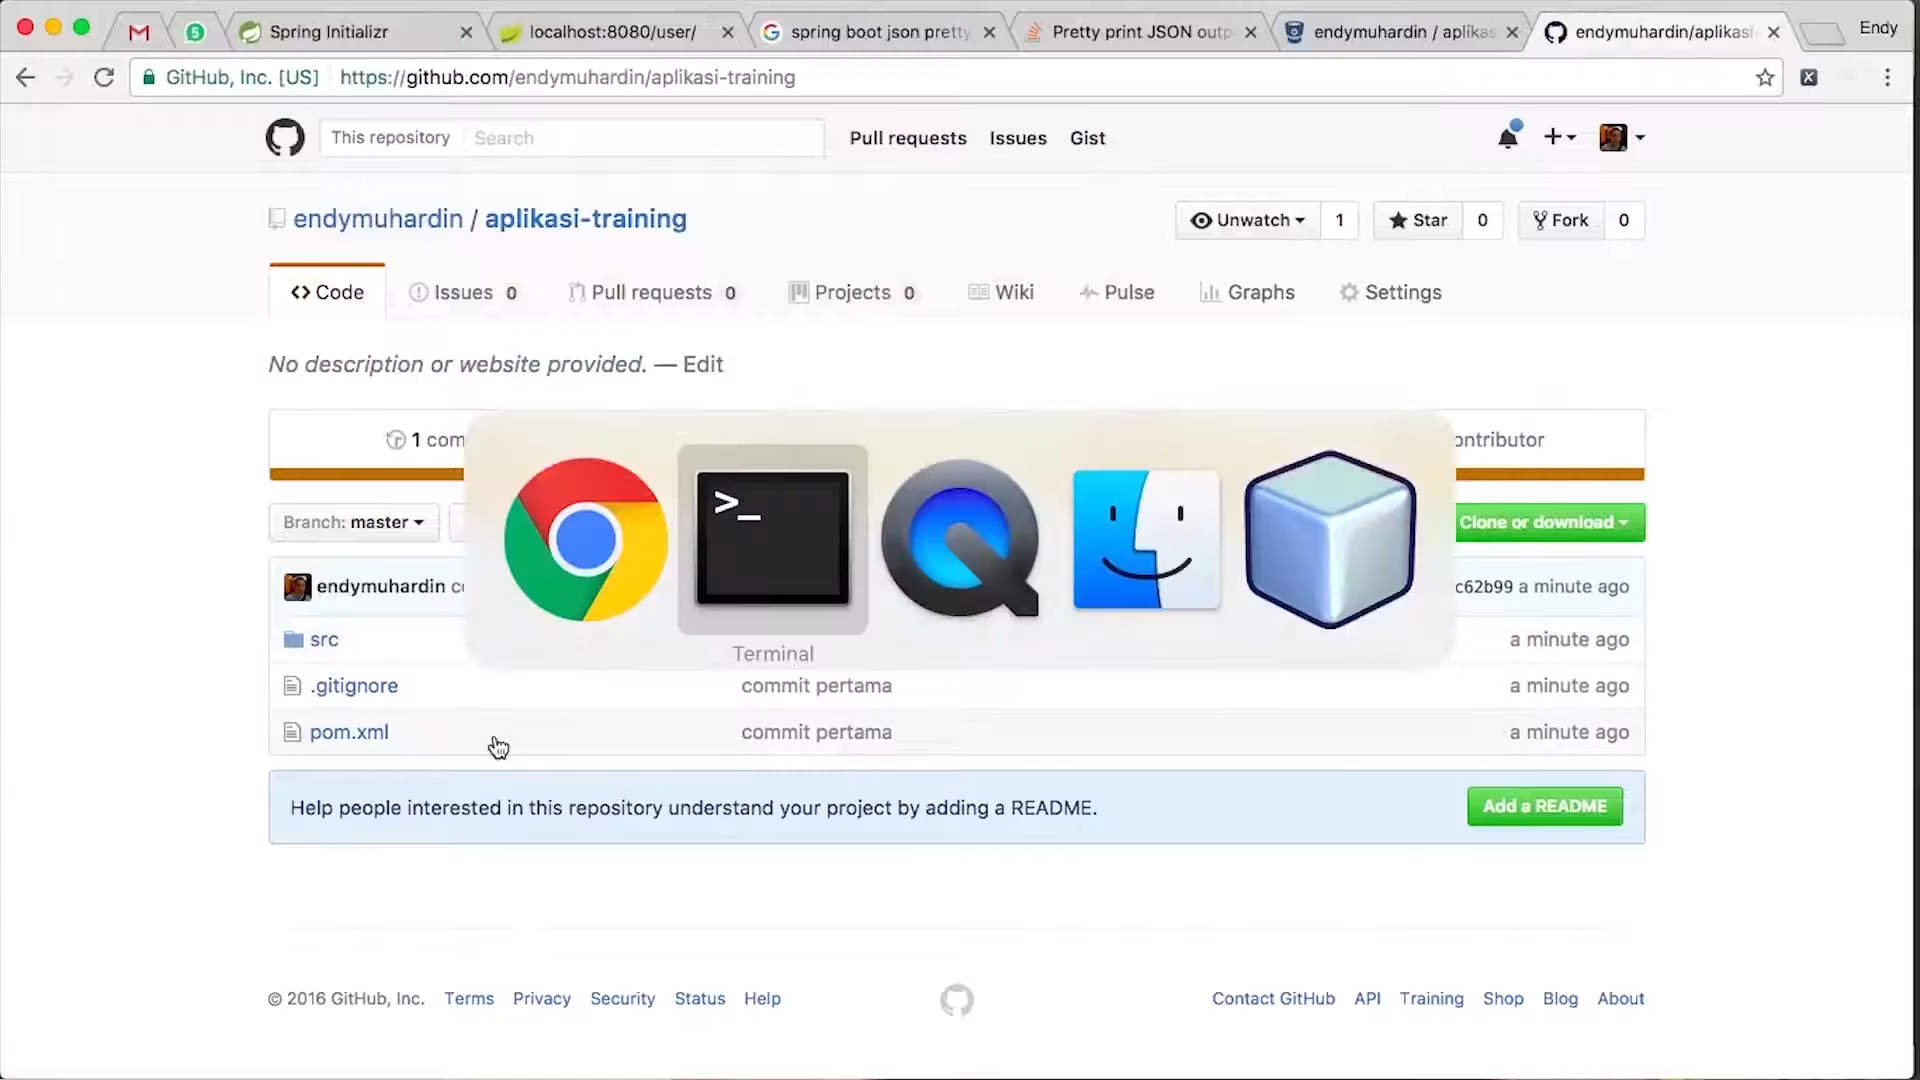 Spring Initializr
localhost:8080/user/
spring boot json pretty
Pretty print JSON outp
endymuhardin / aplikas
endymuhardin/aplikasi
Endy
GitHub, Inc. [US]
https://github.com/endymuhardin/aplikasi-training
This repository
Search
Pull requests
Issues
Gist
endymuhardin / aplikasi-training
Unwatch 1
Star 0
Fork 0
Code
Issues 0
Pull requests 0
Projects 0
Wiki
Pulse
Graphs
Settings
No description or website provided. — Edit
1 com
ontributor
Branch: master
Clone or download
endymuhardin co
c62b99 a minute ago
src
a minute ago
Terminal
.gitignore
commit pertama
a minute ago
pom.xml
commit pertama
a minute ago
Help people interested in this repository understand your project by adding a README.
Add a README
© 2016 GitHub, Inc.
Terms
Privacy
Security
Status
Help
Contact GitHub
API
Training
Shop
Blog
About